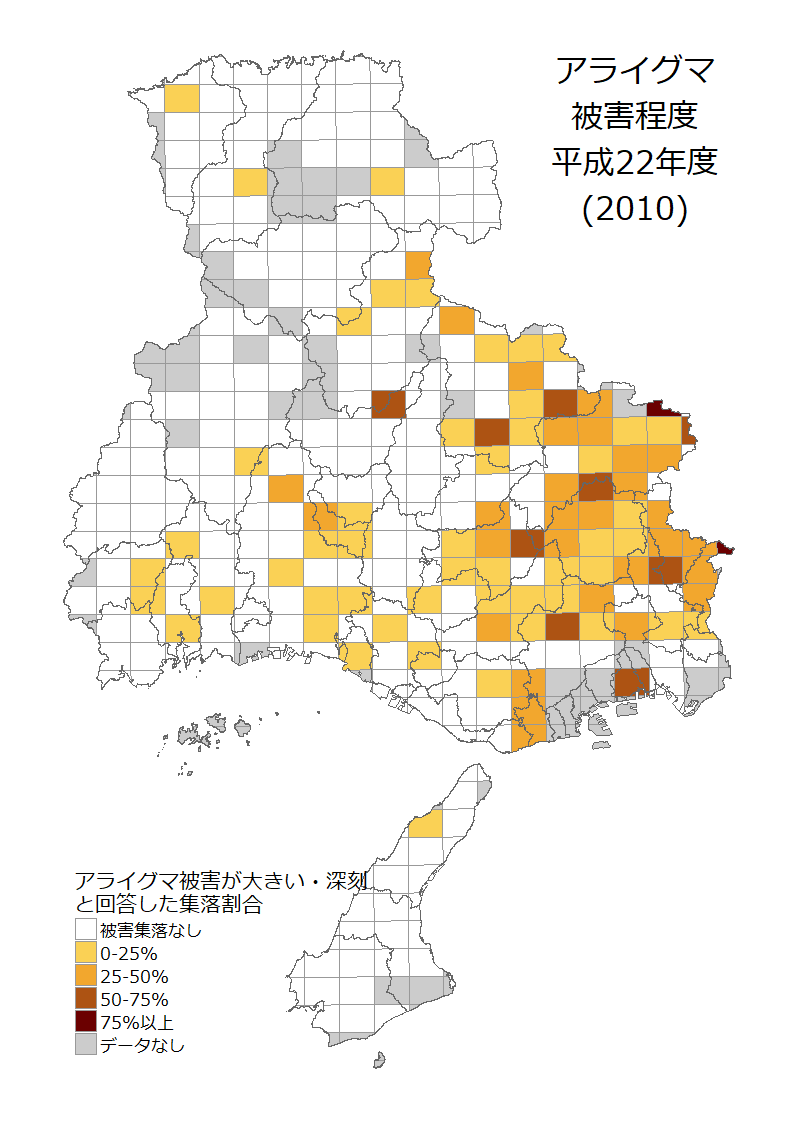 アライグマ
被害程度
平成22年度
(2010)
アライグマ被害が大きい・深刻
と回答した集落割合
被害集落なし
0-25%
25-50%
50-75%
75%以上
データなし